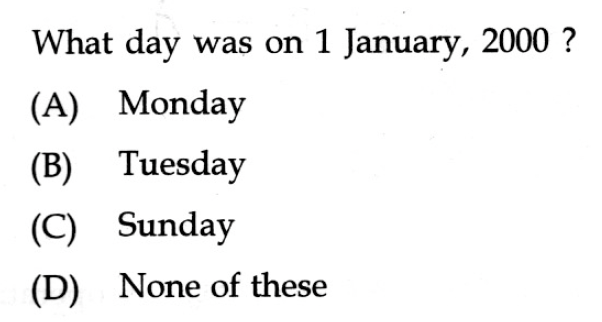 What day was on 1 January, 2000 ?
(A) Monday
(B) Tuesday
(C) Sunday
(D) None of these